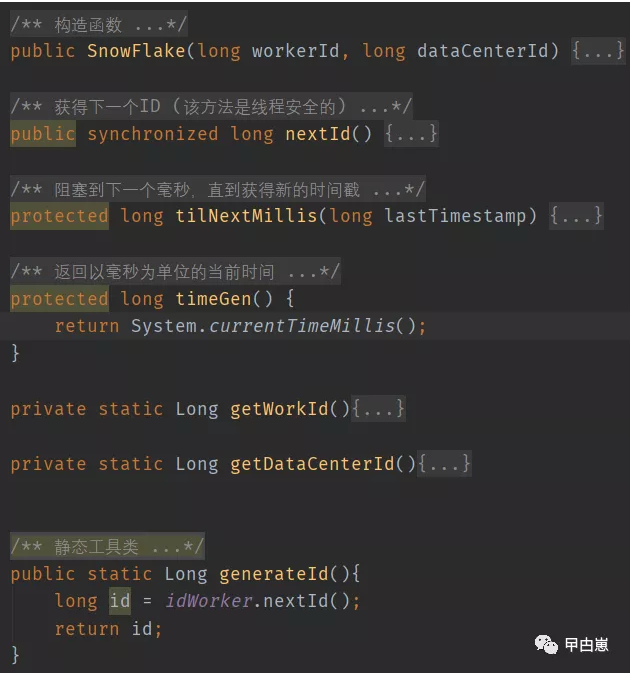 /** 构造函数 ...*/
public SnowFlake(long workerId, long dataCenterId) {...}
/** 获得下一个ID (该方法是线程安全的) ...*/
public synchronized long nextId() {...}
/** 阻塞到下一个毫秒，直到获得新的时间戳 ...*/
protected long tilNextMillis(long lastTimestamp) {...}
/** 返回以毫秒为单位的当前时间 ...*/
protected long timeGen() {
return System.currentTimeMillis();
}
private static Long getWorkId(){...}
private static Long getDataCenterId(){...}
/** 静态工具类 ...*/
public static Long generateId(){
long id = idWorker.nextId();
return id;
}
曱甴崽